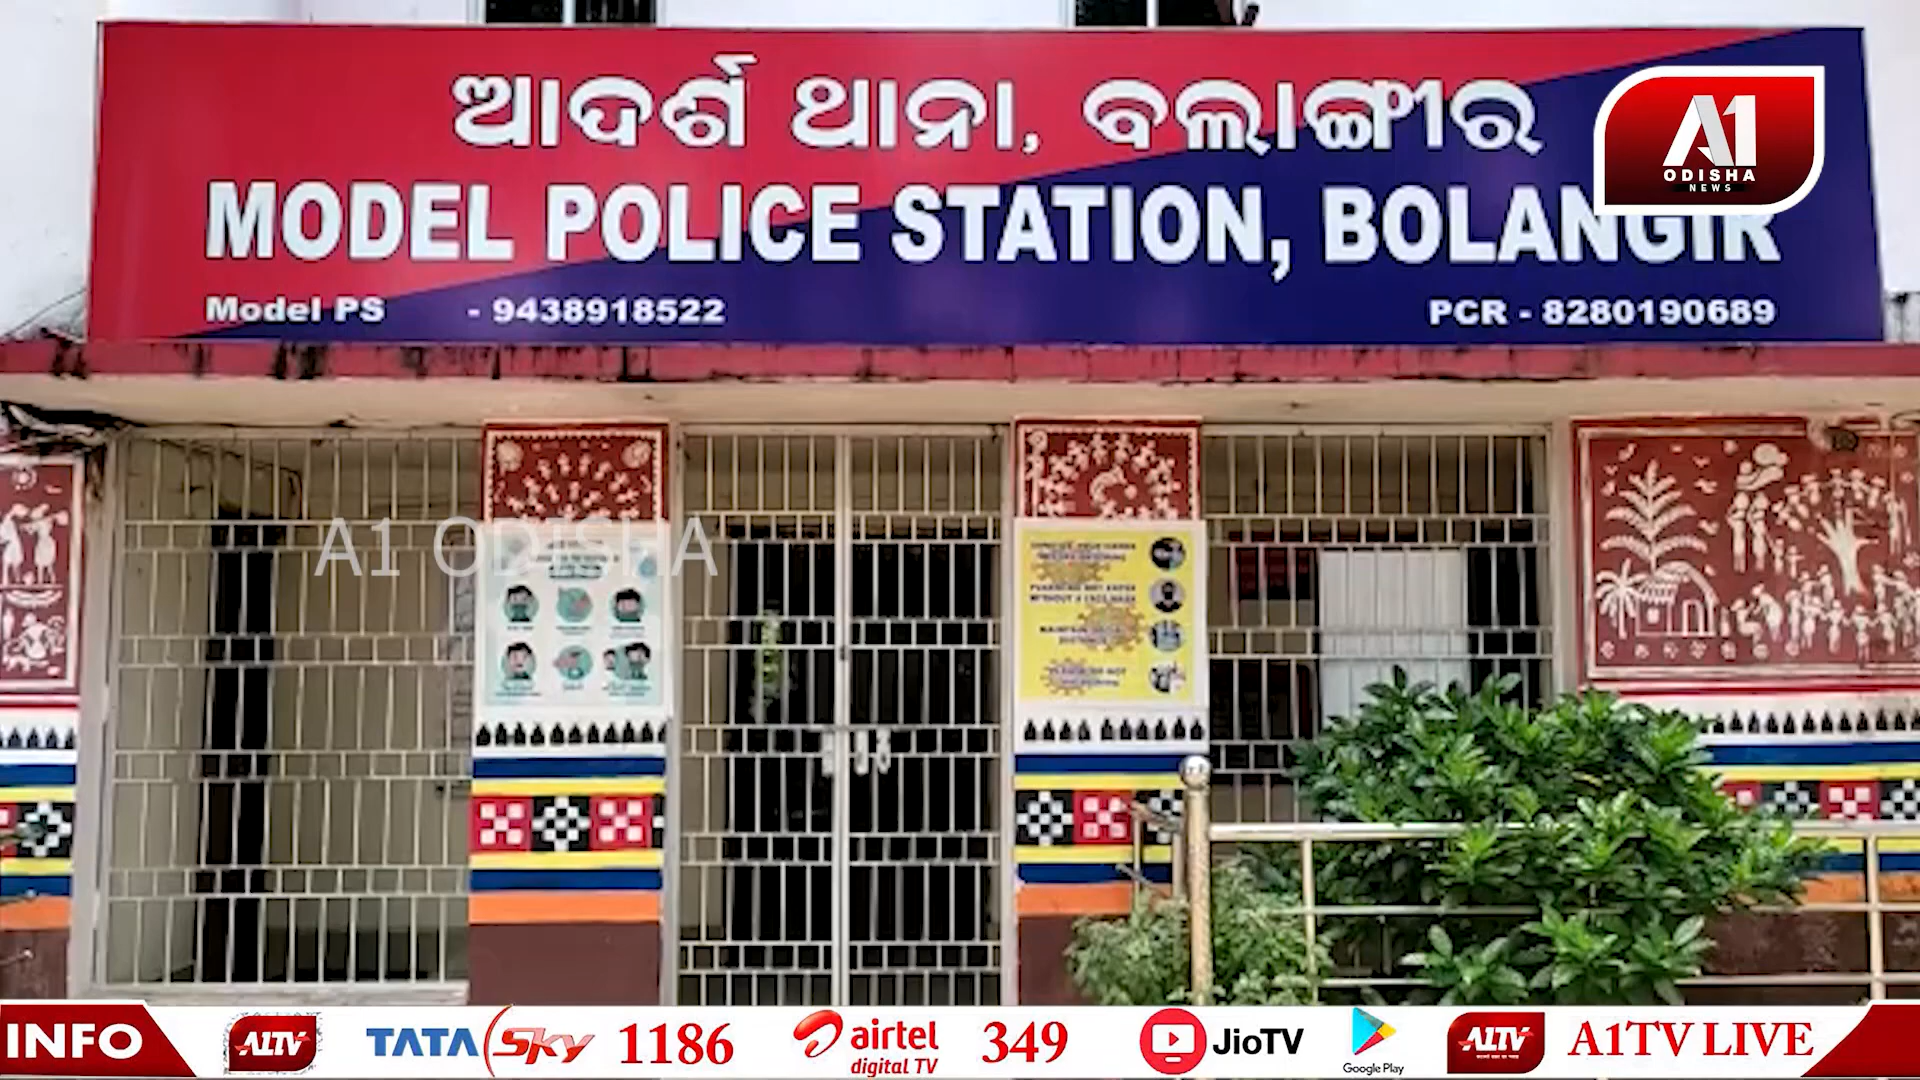 ଆଦର୍ଶ ଥାନା, ବଲାଙ୍ଗୀର
MODEL POLICE STATION, BOLANGIR
Model PS - 9438918522
PCR - 8280190689
A1
ODISHA
NEWS
A1 ODISHA
INFO
A1TV
TATA Sky 1186
airtel
digital TV
349
JioTV
Google Play
A1TV
A1TV LIVE